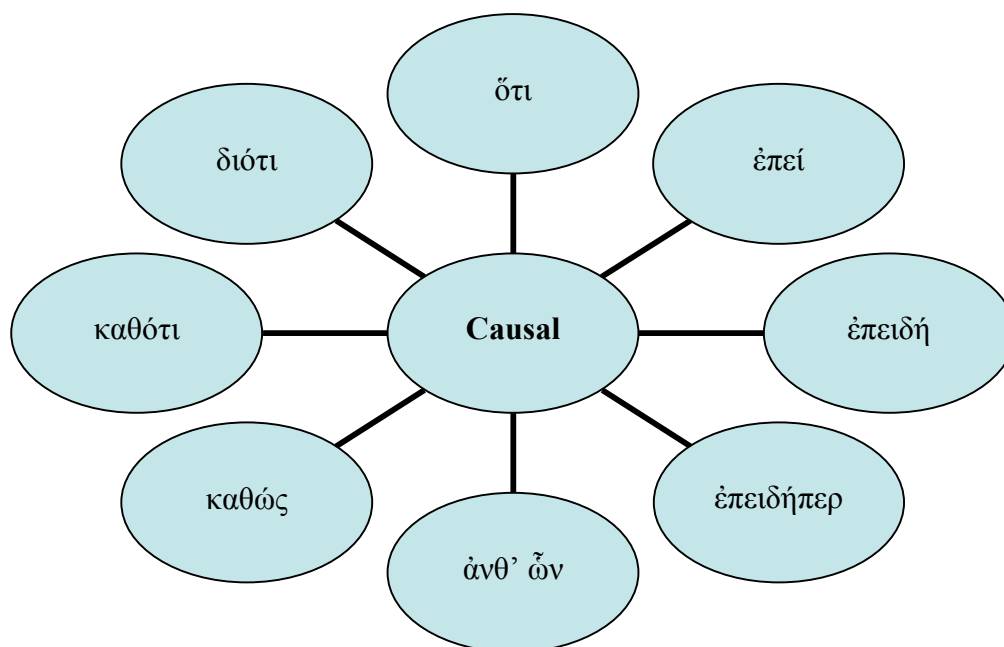 ὅτι
διότι
ἐπεί
καθότι
Causal
ἐπειδή
καθώς
ἐπειδήπερ
ἀνθ’ ὧν